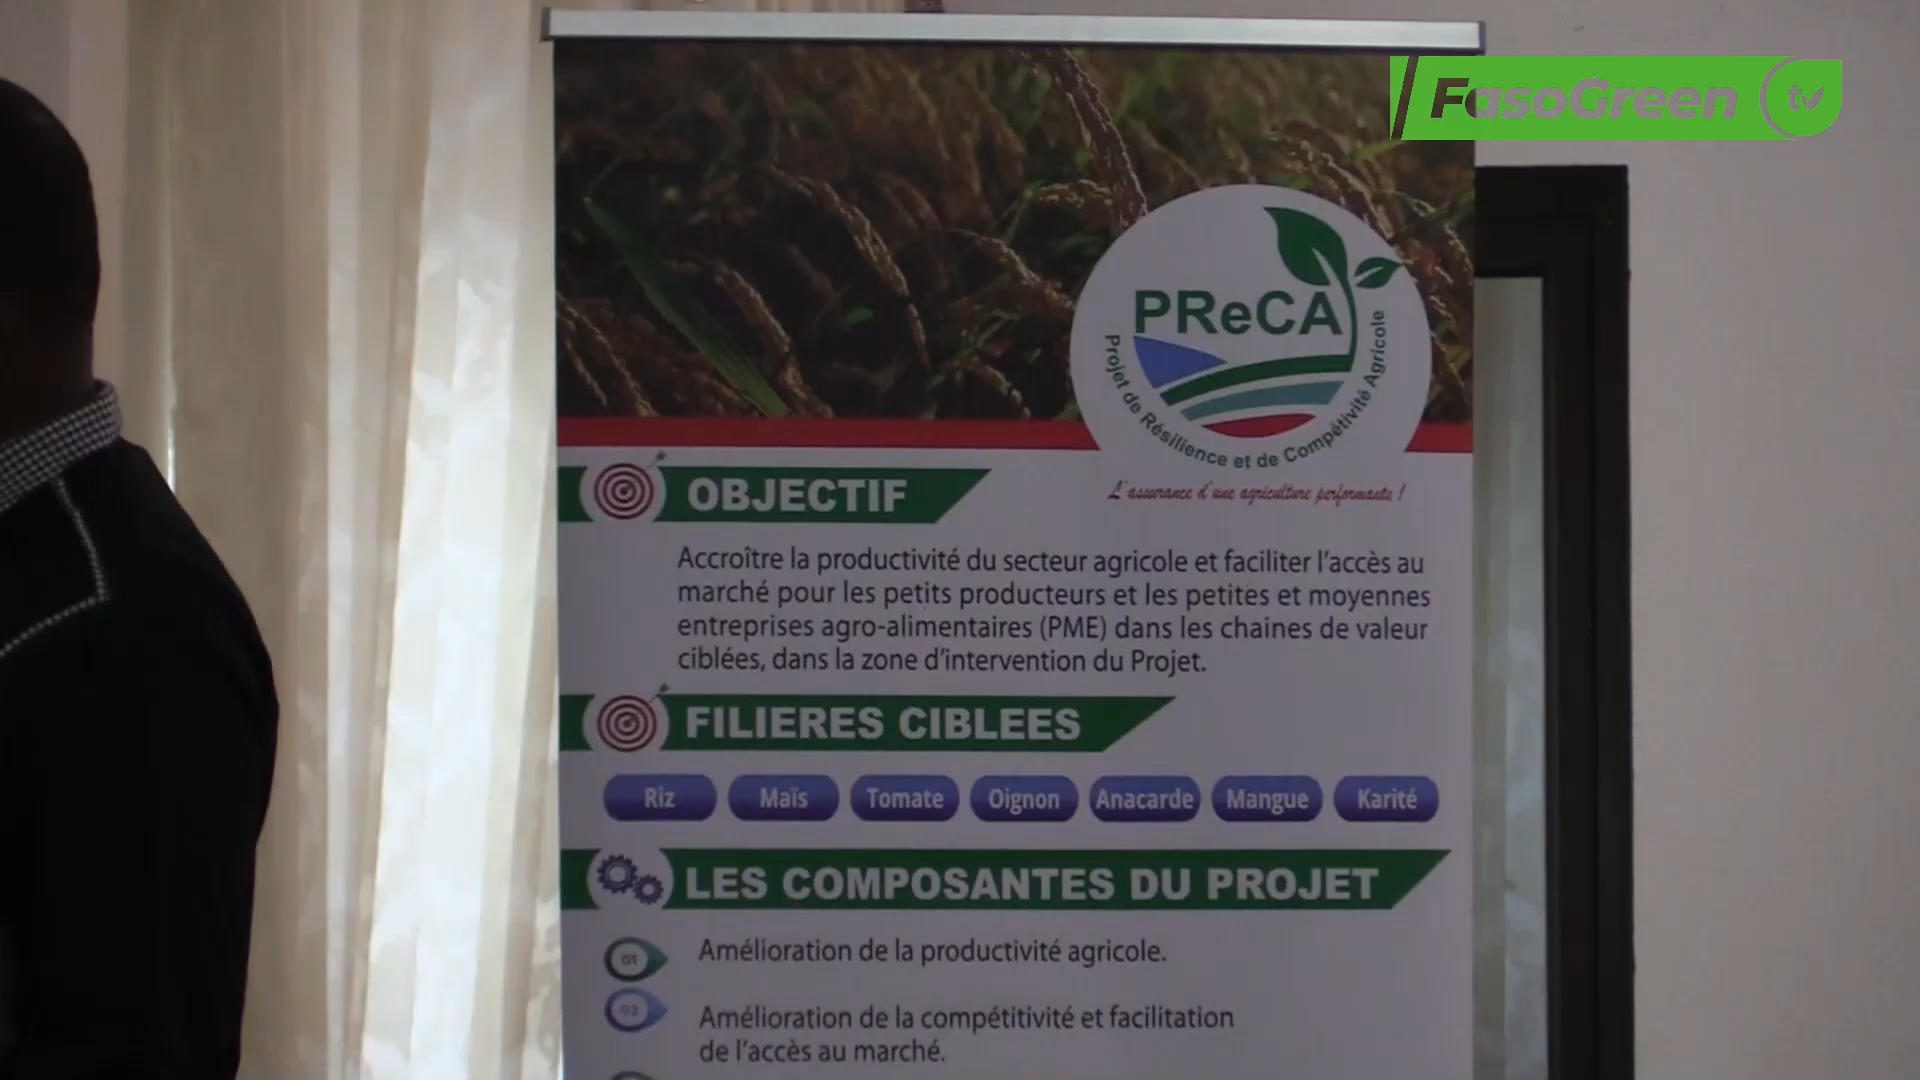 FasoGreen tv
PReCA
Projet de Résilience et de Compétivité Agricole
L'assurance d'une agriculture performante !
OBJECTIF
Accroître la productivité du secteur agricole et faciliter l'accès au
marché pour les petits producteurs et les petites et moyennes
entreprises agro-alimentaires (PME) dans les chaines de valeur
ciblées, dans la zone d'intervention du Projet.
FILIERES CIBLEES
Riz Maïs Tomate Oignon Anacarde Mangue Karité
LES COMPOSANTES DU PROJET
01 Amélioration de la productivité agricole.
02 Amélioration de la compétitivité et facilitation
de l'accès au marché.